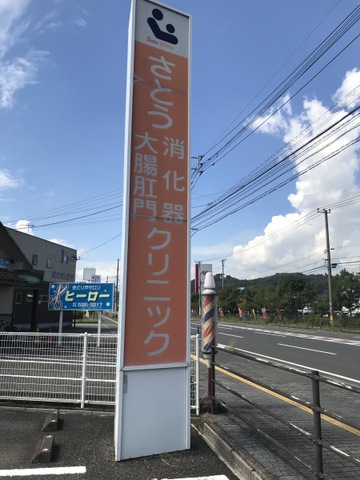 さとう消化器
大腸肛門クリニック
ヒーロー